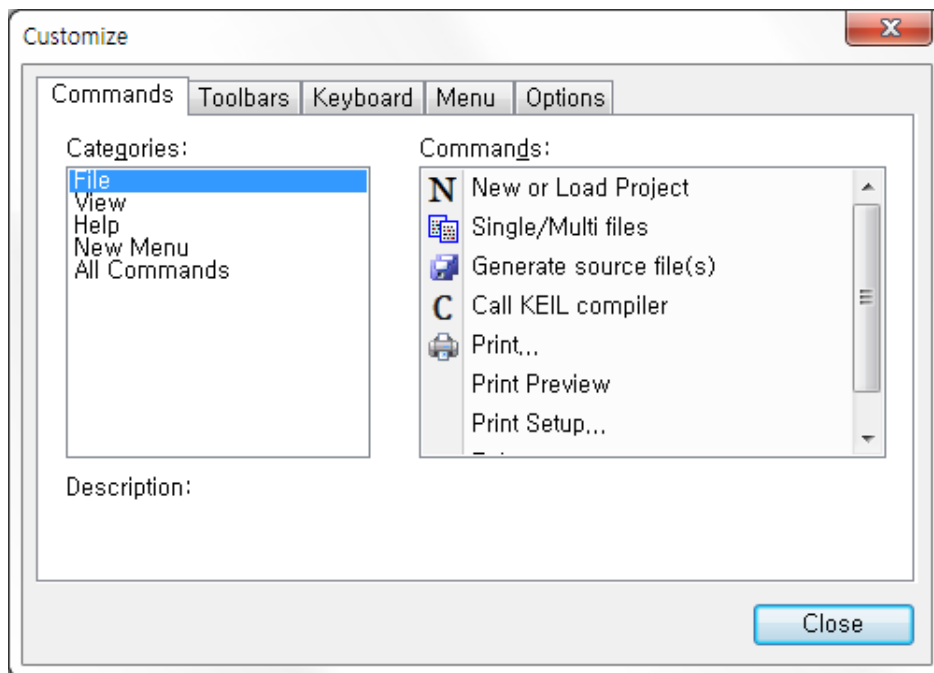 Customize
Commands Toolbars Keyboard Menu Options
Categories:
File
View
Help
New Menu
All Commands
Commands:
N New or Load Project
Single/Multi files
Generate source file(s)
C Call KEIL compiler
Print...
Print Preview
Print Setup...
Description:
Close